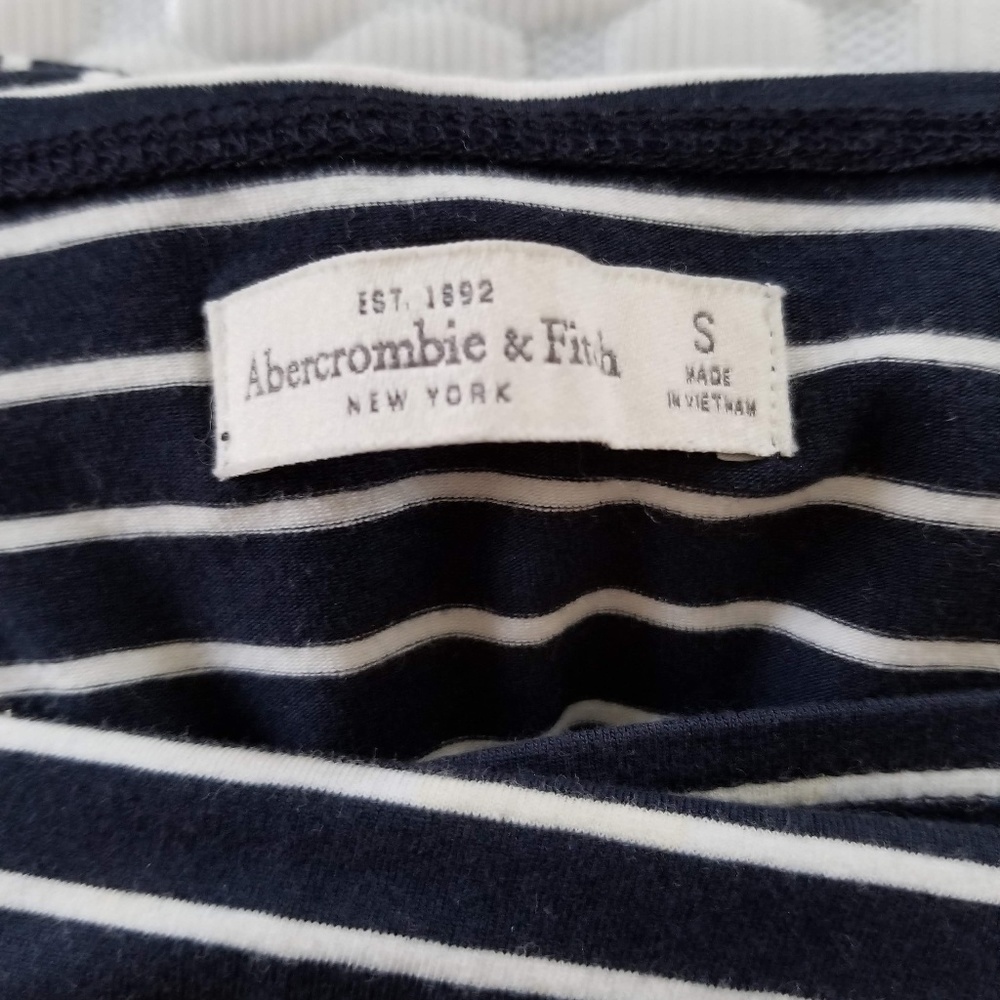 EST. 1892
Abercrombie & Fitch
NEW YORK
S
MADE
IN VIETNAM